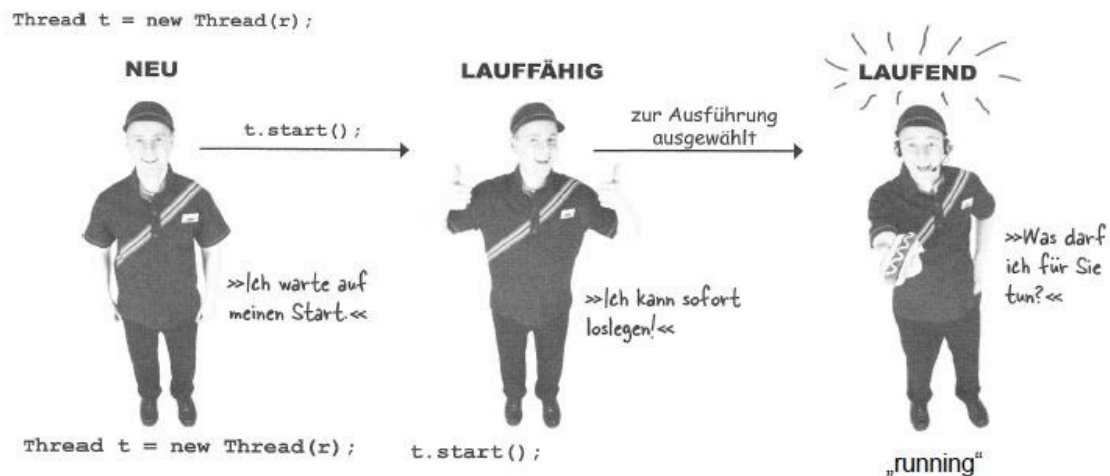 Thread t = new Thread(r);
NEU
LAUFFÄHIG
LAUFEND
t.start();
zur Ausführung
ausgewählt
»Ich warte auf
meinen Start.«
»Ich kann sofort
loslegen!«
»Was darf
ich für Sie
tun?«
Thread t = new Thread(r);
t.start();
„running“